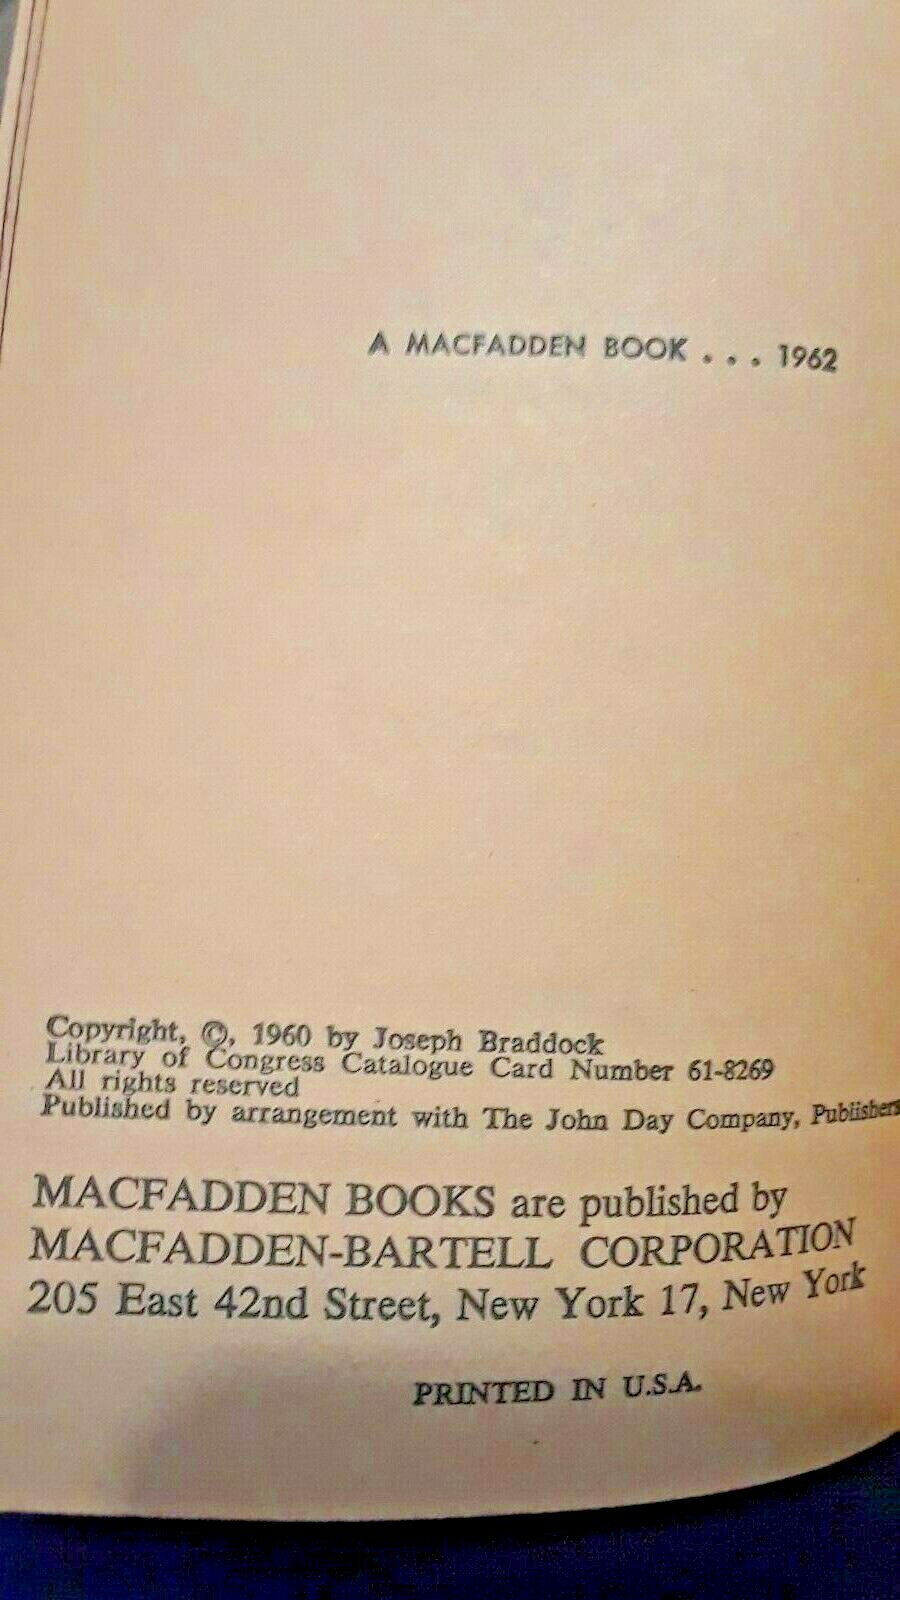 A MACFADDEN BOOK . . . 1962
Copyright, ©, 1960 by Joseph Braddock
Library of Congress Catalogue Card Number 61-8269
All rights reserved
Published by arrangement with The John Day Company, Publishers
MACFADDEN BOOKS are published by
MACFADDEN-BARTELL CORPORATION
205 East 42nd Street, New York 17, New York
PRINTED IN U.S.A.